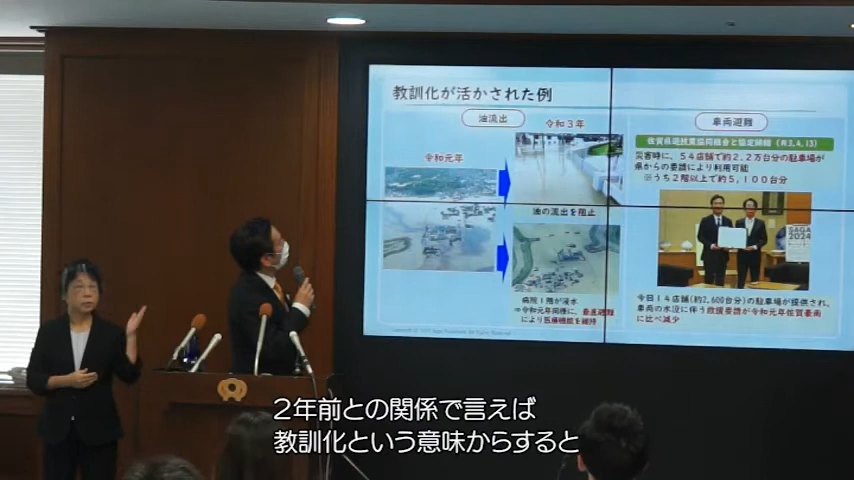 教訓化が活かされた例
油流出
令和元年
令和3年
油の流出を阻止
病院1階が浸水
⇒令和元年同様に、垂直避難
により医療機能を維持
車両避難
佐賀県遊技業協同組合と協定締結(R3.4.13)
災害時に、54店舗で約2.2万台分の駐車場が
県からの要請により利用可能
※うち2階以上で約5,100台分
SAGA
2024
今日14店舗(約2,600台分)の駐車場が提供され、
車両の水没に伴う救援要請が令和元年佐賀豪雨
に比べ減少
2年前との関係で言えば
教訓化という意味からすると